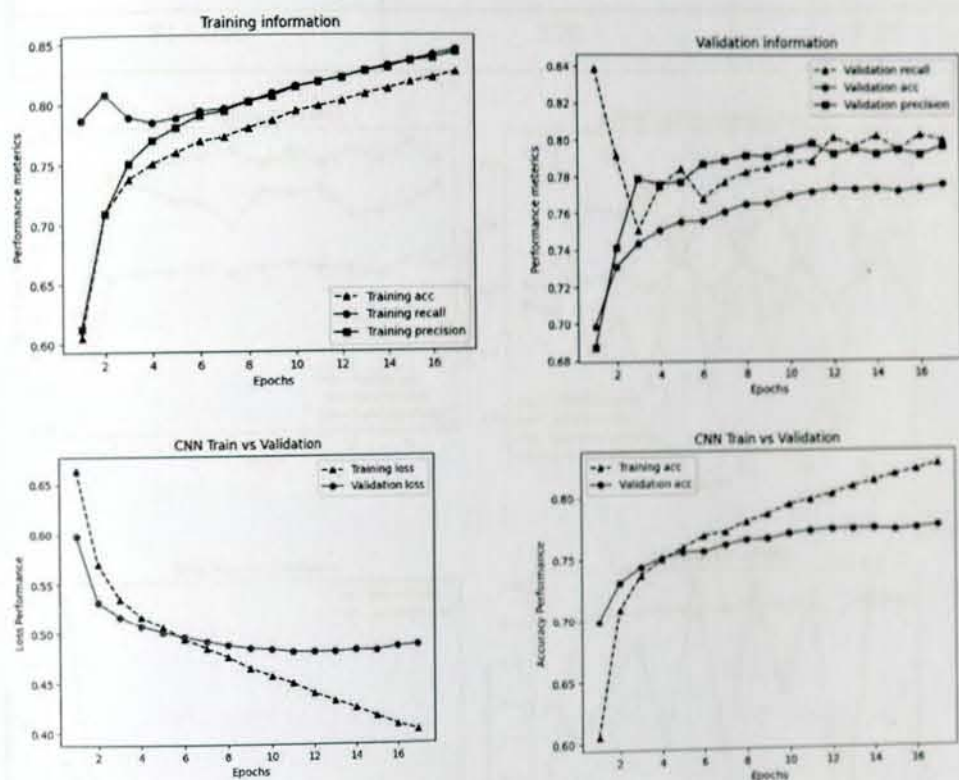 Training information
0.85
0.80
0.75
0.70
0.65
0.60
Performance meterics
Training acc
Training recall
Training precision
2 4 6 8 10 12 14 16
Epochs
Validation information
0.84
0.82
0.80
0.78
0.76
0.74
0.72
0.70
0.68
Performance meterics
Validation recall
Validation acc
Validation precision
2 4 6 8 10 12 14 16
Epochs
CNN Train vs Validation
0.65
0.60
0.55
0.50
0.45
0.40
Loss Performance
Training loss
Validation loss
2 4 6 8 10 12 14 16
Epochs
CNN Train vs Validation
0.80
0.75
0.70
0.65
0.60
Accuracy Performance
Training acc
Validation acc
2 4 6 8 10 12 14 16
Epochs